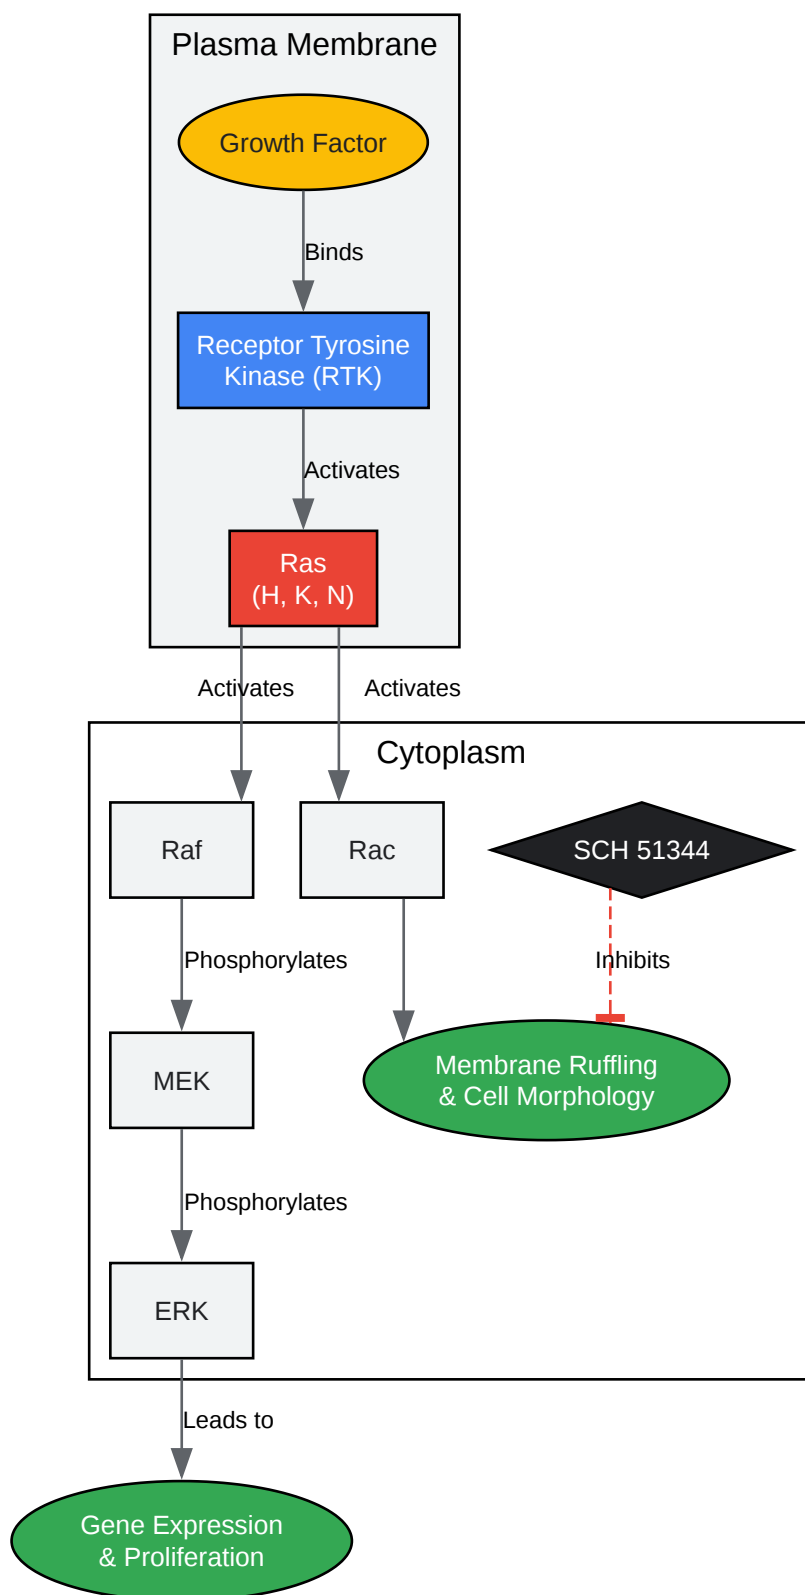 Plasma Membrane
Growth Factor
Binds
Receptor Tyrosine
Kinase (RTK)
Activates
Ras
(H, K, N)
Activates
Activates
Cytoplasm
Raf
Rac
SCH 51344
Phosphorylates
Inhibits
MEK
Membrane Ruffling
& Cell Morphology
Phosphorylates
ERK
Leads to
Gene Expression
& Proliferation